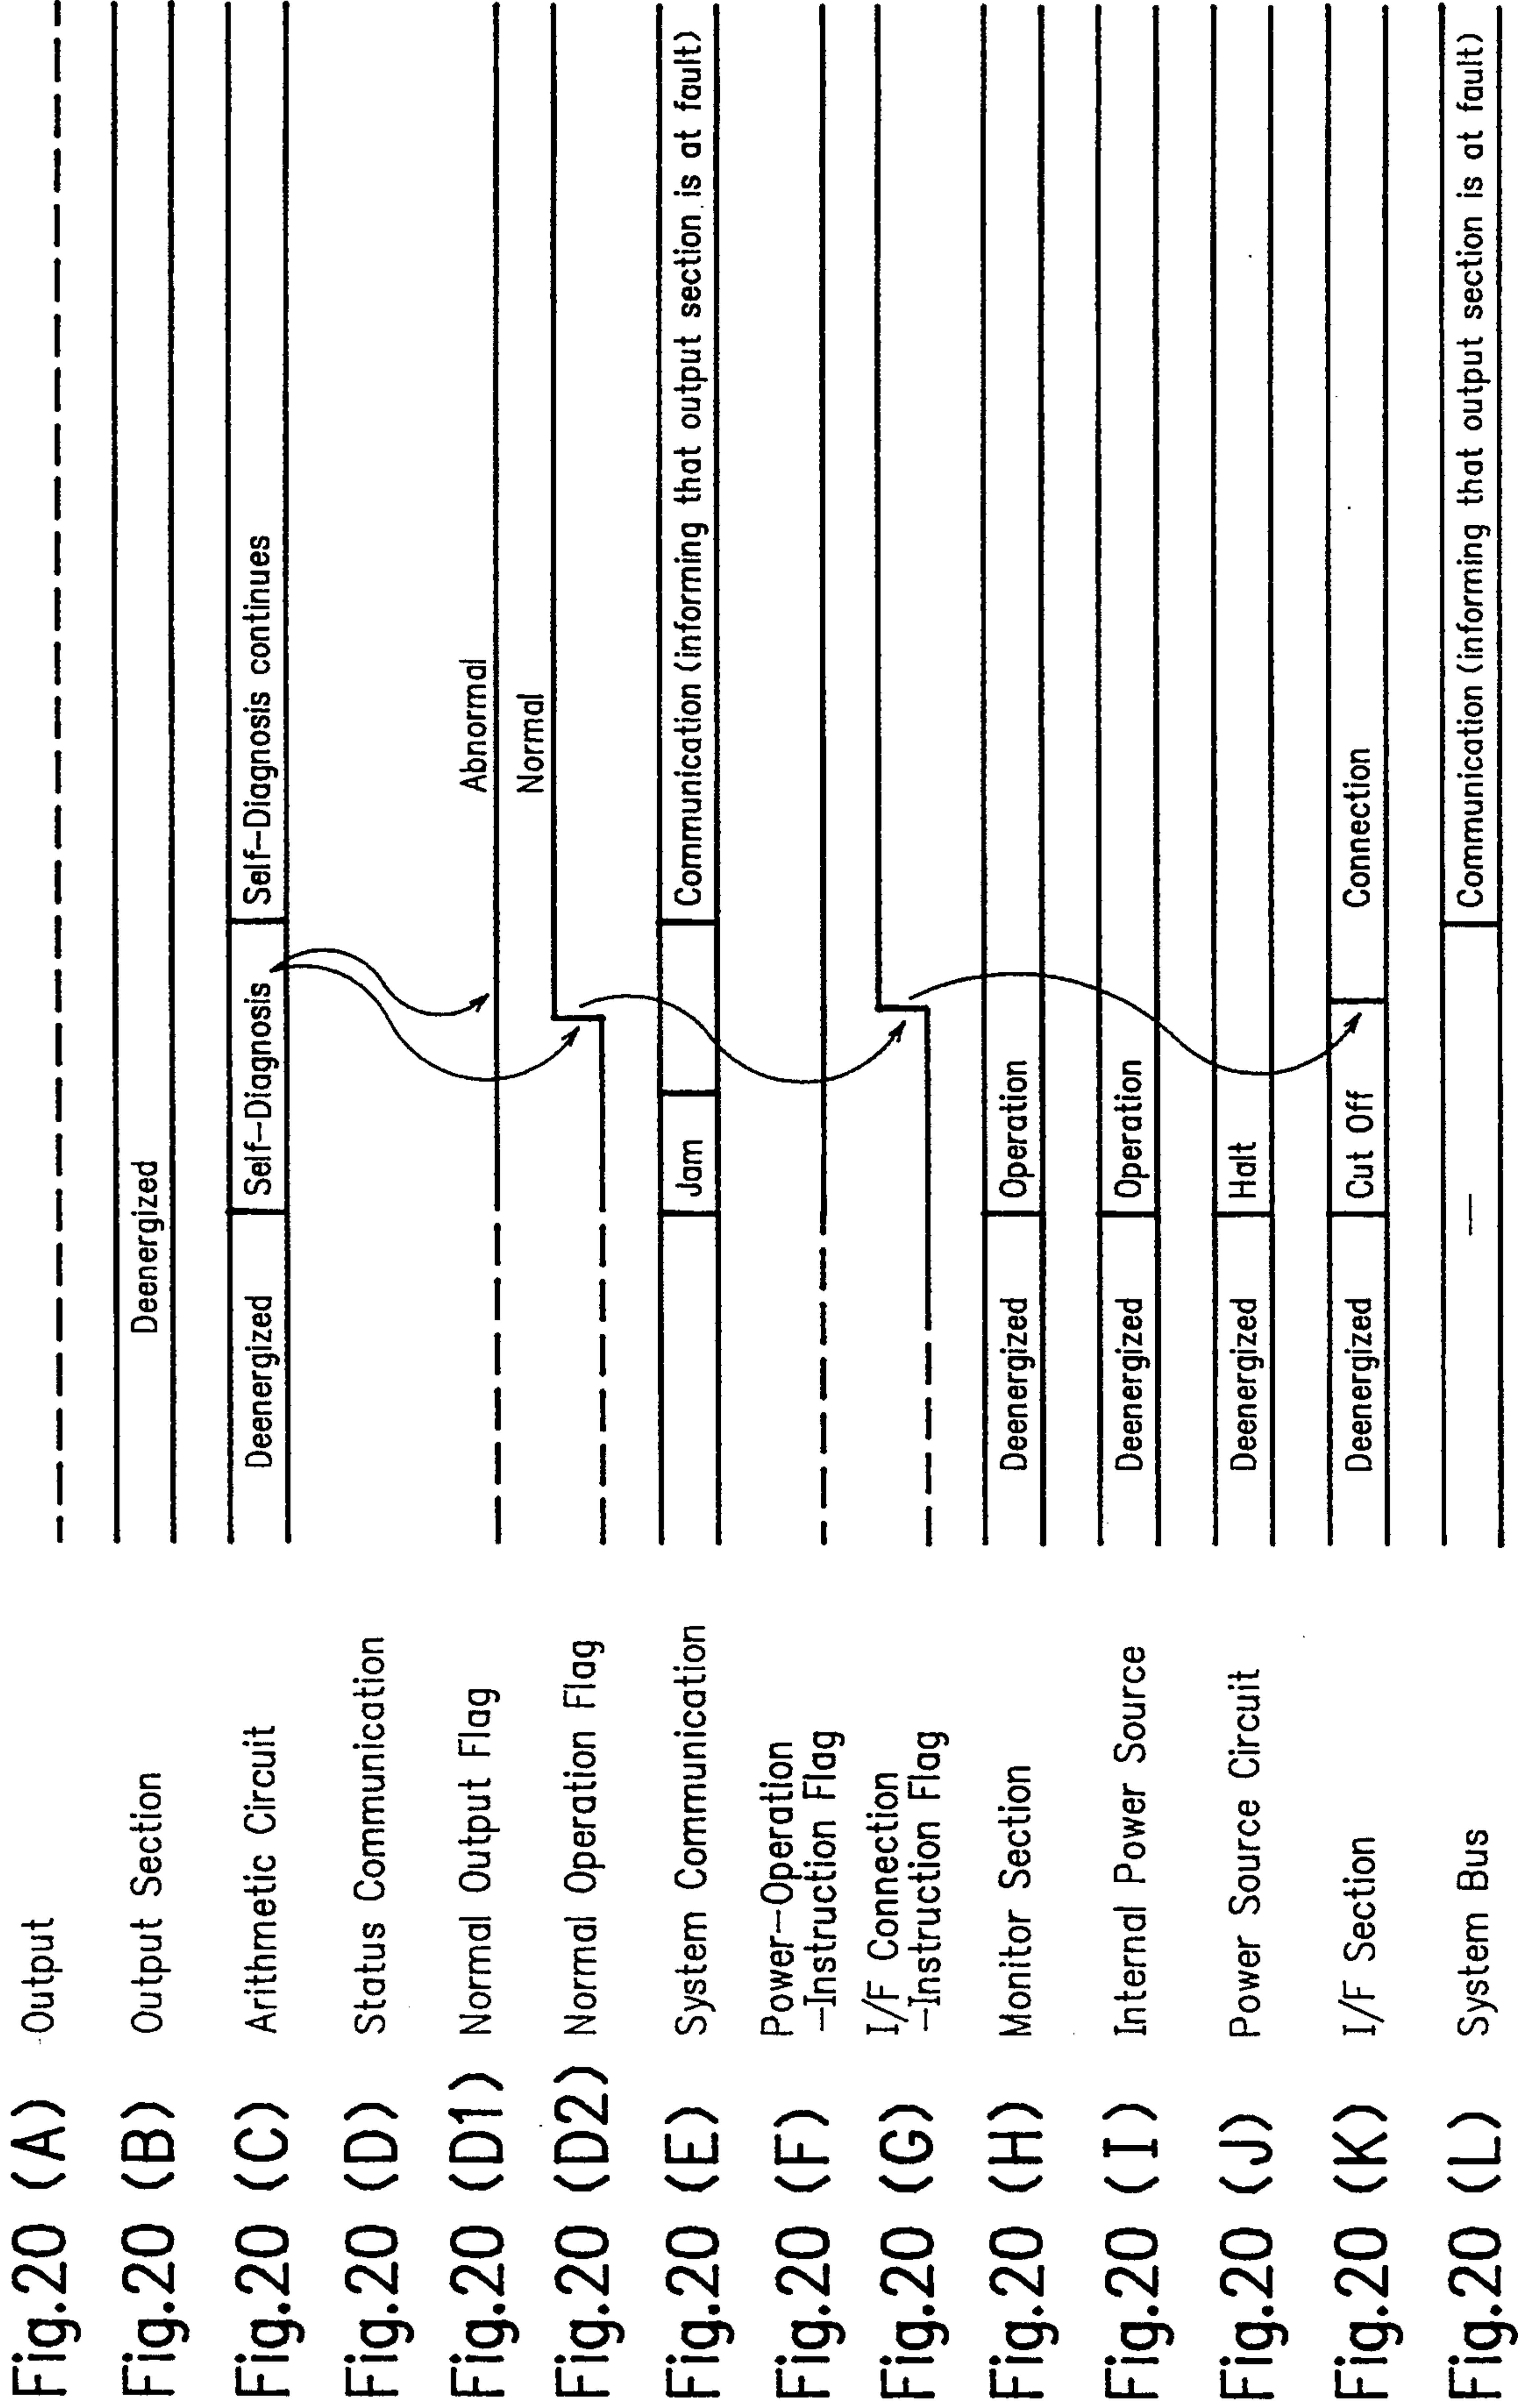 Fig.20 (A) Output
Fig.20 (B) Output Section
Deenergized
Fig.20 (C) Arithmetic Circuit
Deenergized Self-Diagnosis Self-Diagnosis continues
Fig.20 (D) Status Communication
Fig.20 (D1) Normal Output Flag
Abnormal
Fig.20 (D2) Normal Operation Flag
Normal
Fig.20 (E) System Communication
Jam Communication (informing that output section is at fault)
Fig.20 (F) Power-Operation
-Instruction Flag
Fig.20 (G) I/F Connection
-Instruction Flag
Fig.20 (H) Monitor Section
Deenergized Operation
Fig.20 (I) Internal Power Source
Deenergized Operation
Fig.20 (J) Power Source Circuit
Deenergized Halt
Fig.20 (K) I/F Section
Deenergized Cut Off Connection
Fig.20 (L) System Bus
— Communication (informing that output section is at fault)